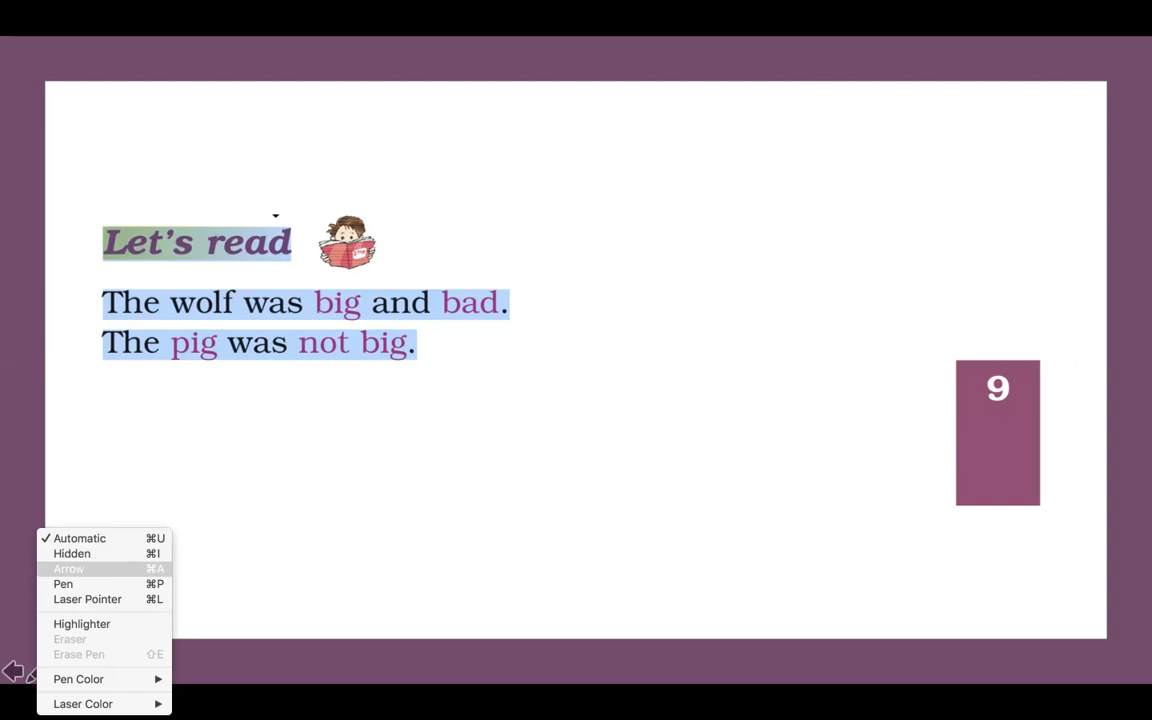 Let's read
The wolf was big and bad.
The pig was not big.
9
✓ Automatic ⌘U
Hidden ⌘I
Arrow ⌘A
Pen ⌘P
Laser Pointer ⌘L
Highlighter
Eraser
Erase Pen ⇧E
Pen Color ▶
Laser Color ▶